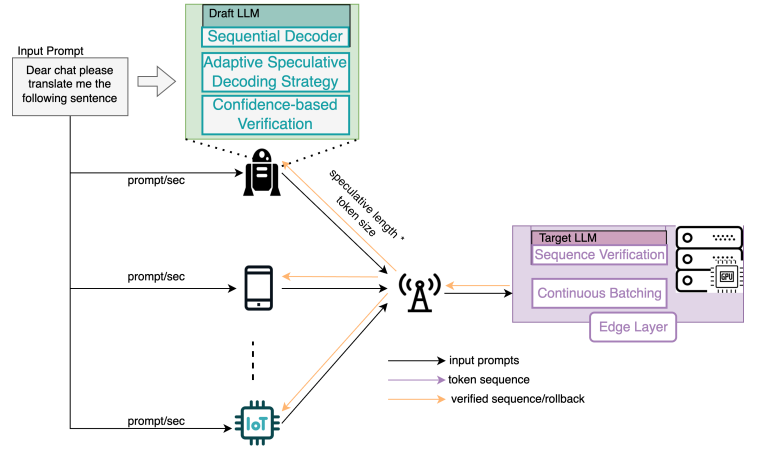 Draft LLM
Sequential Decoder
Adaptive Speculative
Decoding Strategy
Confidence-based
Verification
Input Prompt
Dear chat please
translate me the
following sentence
prompt/sec
speculative length *
token size
prompt/sec
Target LLM
Sequence Verification
Continuous Batching
GPU
Edge Layer
input prompts
token sequence
verified sequence/rollback
prompt/sec
IoT